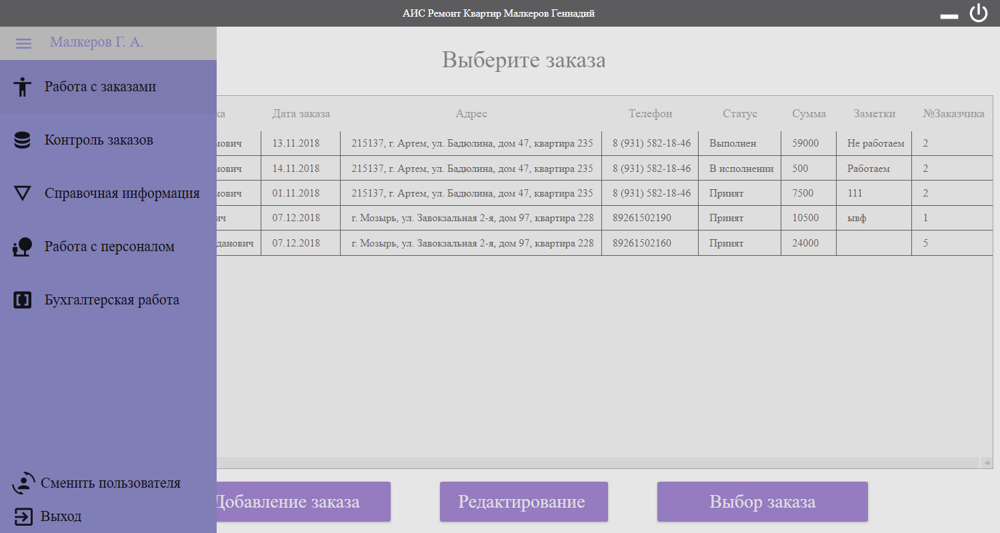 АИС Ремонт Квартир Малкеров Геннадий
Малкеров Г. А.
Работа с заказами
Контроль заказов
Справочная информация
Работа с персоналом
Бухгалтерская работа
Сменить пользователя
Выход
Выберите заказа
ка Дата заказа Адрес Телефон Статус Сумма Заметки №Заказчика
мович 13.11.2018 215137, г. Артем, ул. Бадюлина, дом 47, квартира 235 8 (931) 582-18-46 Выполнен 59000 Не работаем 2
мович 14.11.2018 215137, г. Артем, ул. Бадюлина, дом 47, квартира 235 8 (931) 582-18-46 В исполнении 500 Работаем 2
мович 01.11.2018 215137, г. Артем, ул. Бадюлина, дом 47, квартира 235 8 (931) 582-18-46 Принят 7500 111 2
ич 07.12.2018 г. Мозырь, ул. Завокзальная 2-я, дом 97, квартира 228 89261502190 Принят 10500 ывф 1
данович 07.12.2018 г. Мозырь, ул. Завокзальная 2-я, дом 97, квартира 228 89261502160 Принят 24000 5
Добавление заказа Редактирование Выбор заказа